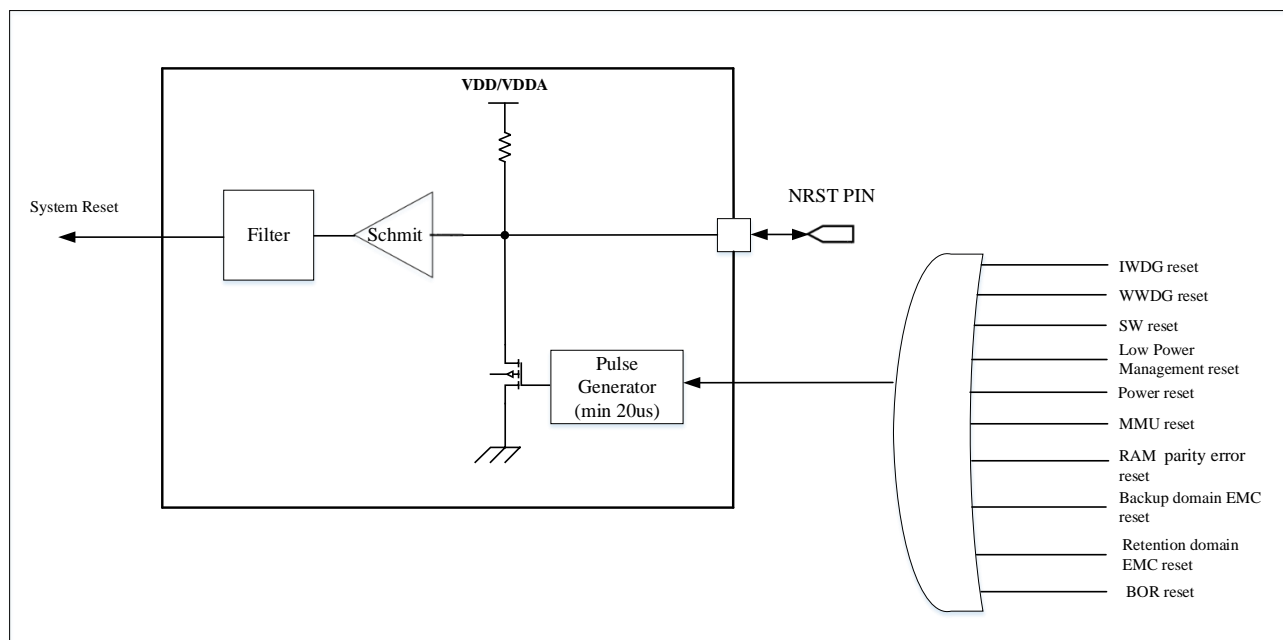 VDD/VDDA
System Reset
Filter
Schmit
NRST PIN
Pulse
Generator
(min 20us)
IWDG reset
WWDG reset
SW reset
Low Power
Management reset
Power reset
MMU reset
RAM parity error
reset
Backup domain EMC
reset
Retention domain
EMC reset
BOR reset